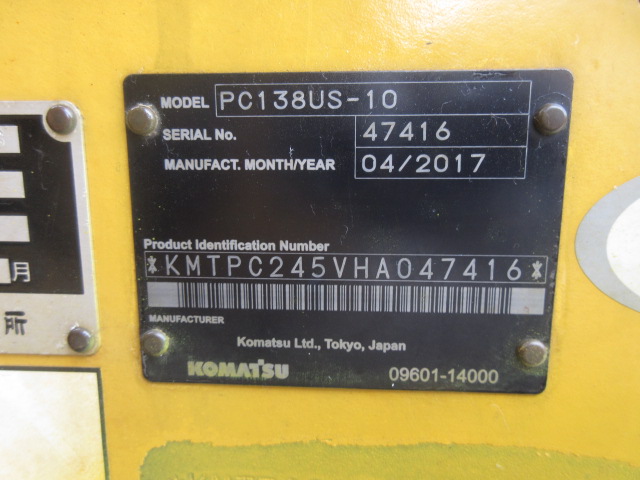 MODEL PC138US-10
SERIAL No. 47416
MANUFACT. MONTH/YEAR 04/2017
Product Identification Number
*KMTPC245VHA047416*
MANUFACTURER
Komatsu Ltd., Tokyo, Japan
KOMATSU 09601-14000
月
所